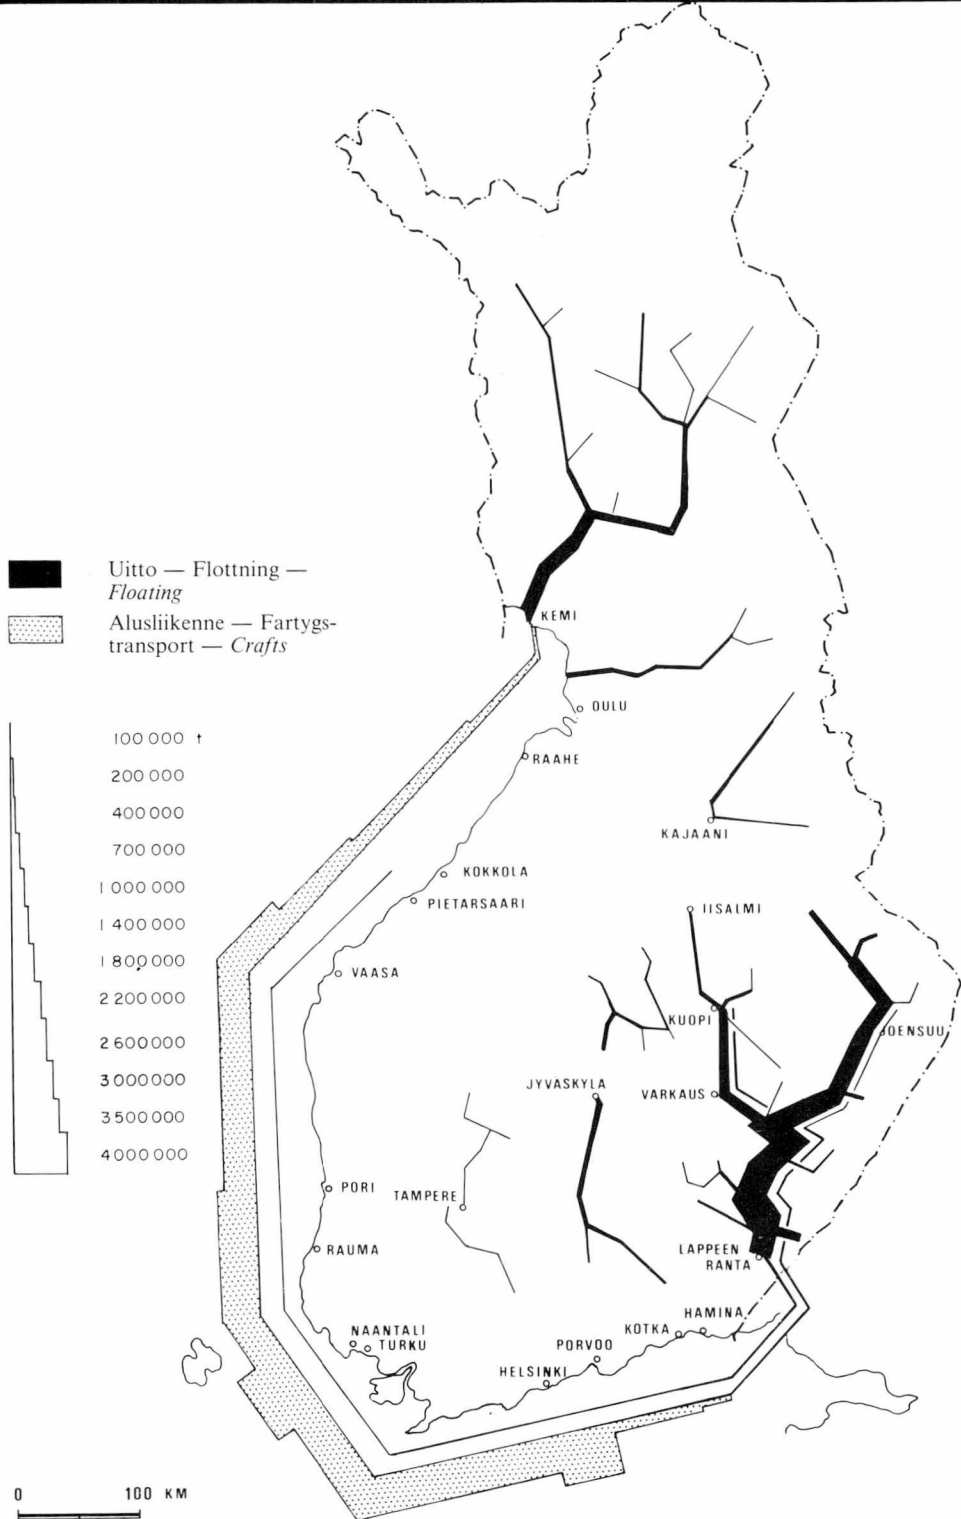 Uitto — Flottning —
Floating
Alusliikenne — Fartygs-
transport — Crafts
100 000 t
200 000
400 000
700 000
1 000 000
1 400 000
1 800 000
2 200 000
2 600 000
3 000 000
3 500 000
4 000 000
KEMI
OULU
RAAHE
KAJAANI
KOKKOLA
PIETARSAARI
IISALMI
VAASA
KUOPI
JOENSUU
JYVASKYLA
VARKAUS
PORI
TAMPERE
RAUMA
LAPPEEN
RANTA
HAMINA
KOTKA
NAANTALI
TURKU
PORVOO
HELSINKI
0 100 KM